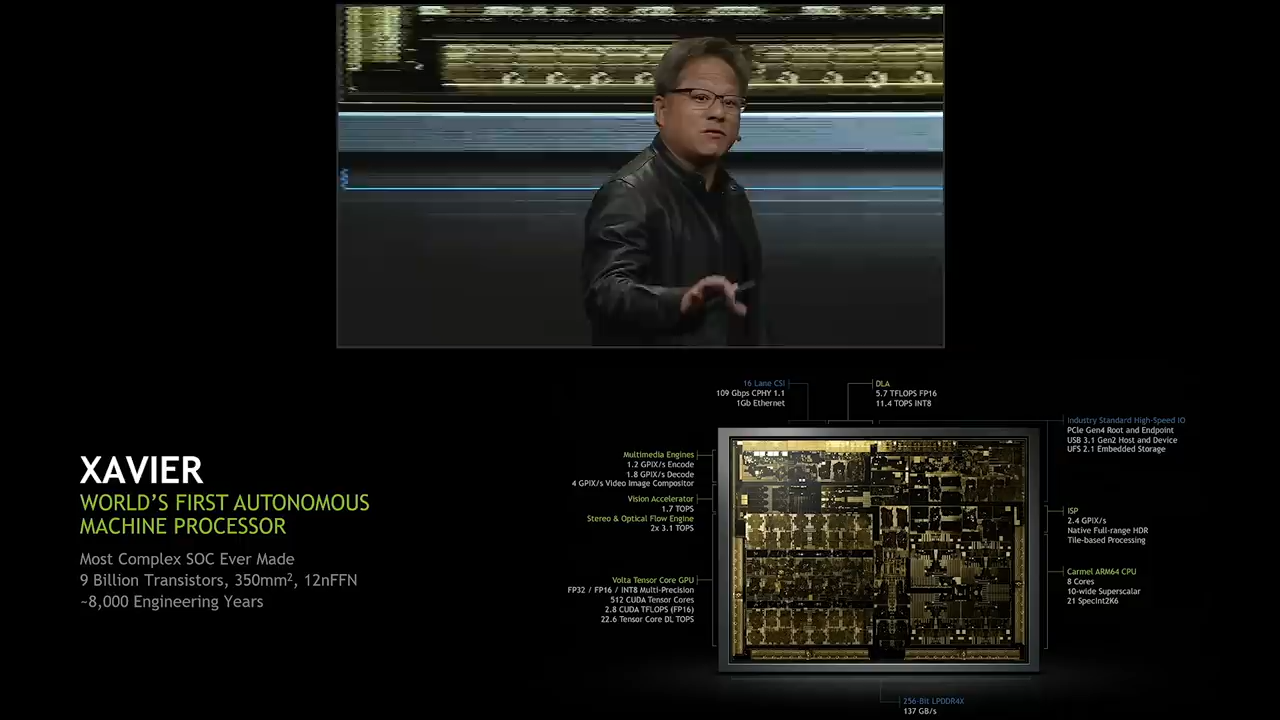 XAVIER
WORLD'S FIRST AUTONOMOUS
MACHINE PROCESSOR
Most Complex SOC Ever Made
9 Billion Transistors, 350mm², 12nFFN
~8,000 Engineering Years
16 Lane CSI
109 Gbps CPHY 1.1
1Gb Ethernet
DLA
5.7 TFLOPS FP16
11.4 TOPS INT8
Multimedia Engines
1.2 GPIX/s Encode
1.8 GPIX/s Decode
4 GPIX/s Video Image Compositor
Vision Accelerator
1.7 TOPS
Stereo & Optical Flow Engine
2x 3.1 TOPS
Volta Tensor Core GPU
FP32 / FP16 / INT8 Multi-Precision
512 CUDA Tensor Cores
2.8 CUDA TFLOPS (FP16)
22.6 Tensor Core DL TOPS
Industry Standard High-Speed IO
PCIe Gen4 Root and Endpoint
USB 3.1 Gen2 Host and Device
UFS 2.1 Embedded Storage
ISP
2.4 GPIX/s
Native Full-range HDR
Tile-based Processing
Carmel ARM64 CPU
8 Cores
10-wide Superscalar
21 SpecInt2K6
256-Bit LPDDR4X
137 GB/s